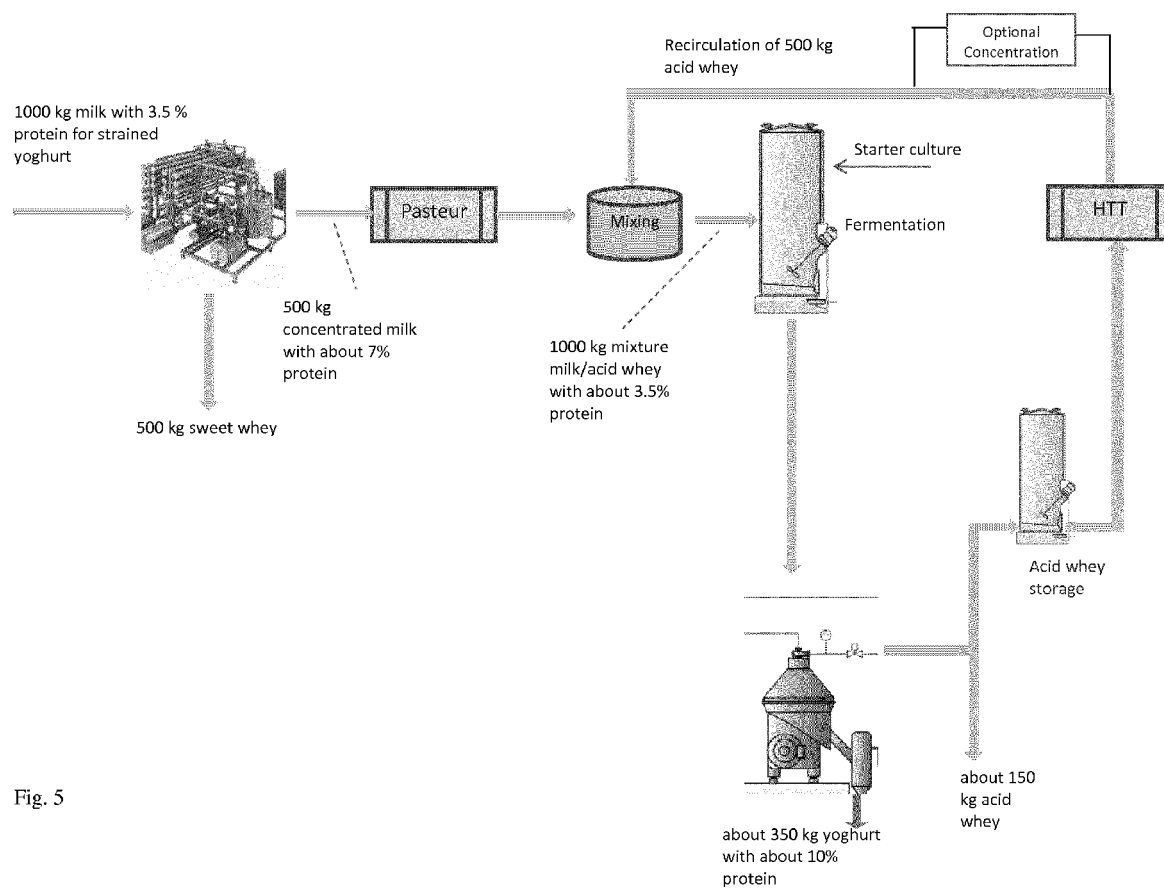 Optional
Concentration
Recirculation of 500 kg
acid whey
1000 kg milk with 3.5 %
protein for strained
yoghurt
Starter culture
Pasteur
Mixing
HTT
Fermentation
500 kg
concentrated milk
with about 7%
protein
1000 kg mixture
milk/acid whey
with about 3.5%
protein
500 kg sweet whey
Acid whey
storage
about 150
kg acid
whey
Fig. 5
about 350 kg yoghurt
with about 10%
protein